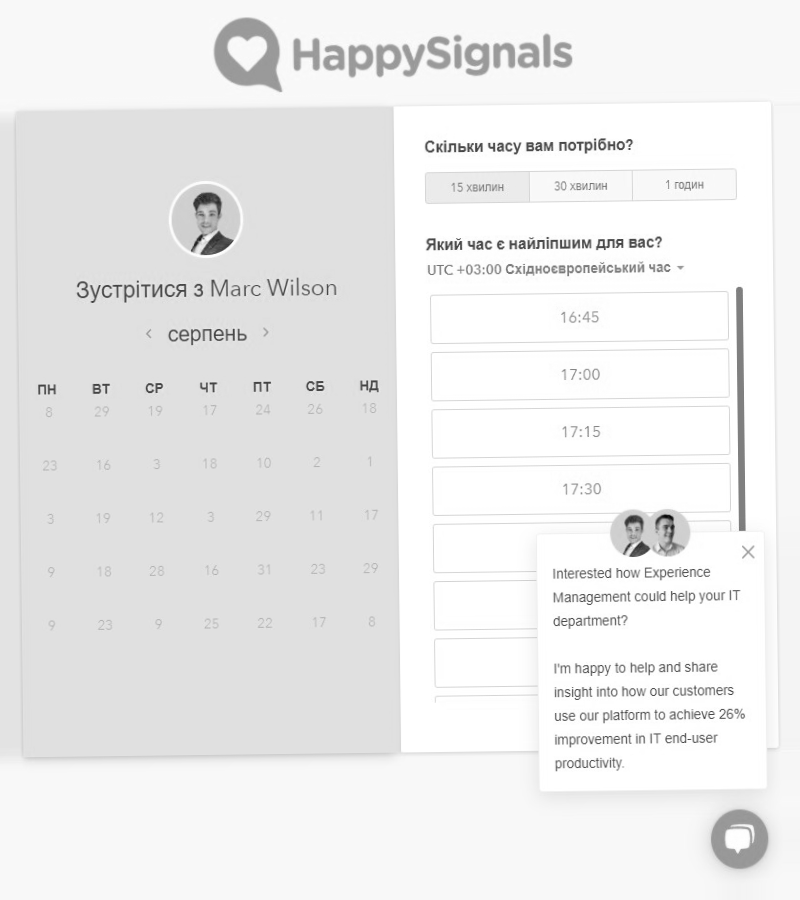 HappySignals
Зустрітися з Marc Wilson
серпень
ПН ВТ СР ЧТ ПТ СБ НД
8 29 19 17 24 26 18
23 16 3 18 10 2 1
3 19 12 3 29 11 17
9 18 28 16 31 23 29
9 23 9 25 22 17 8
Скільки часу вам потрібно?
15 хвилин 30 хвилин 1 годин
Який час є найліпшим для вас?
UTC +03:00 Східноєвропейський час
16:45
17:00
17:15
17:30
Interested how Experience
Management could help your IT
department?
I'm happy to help and share
insight into how our customers
use our platform to achieve 26%
improvement in IT end-user
productivity.